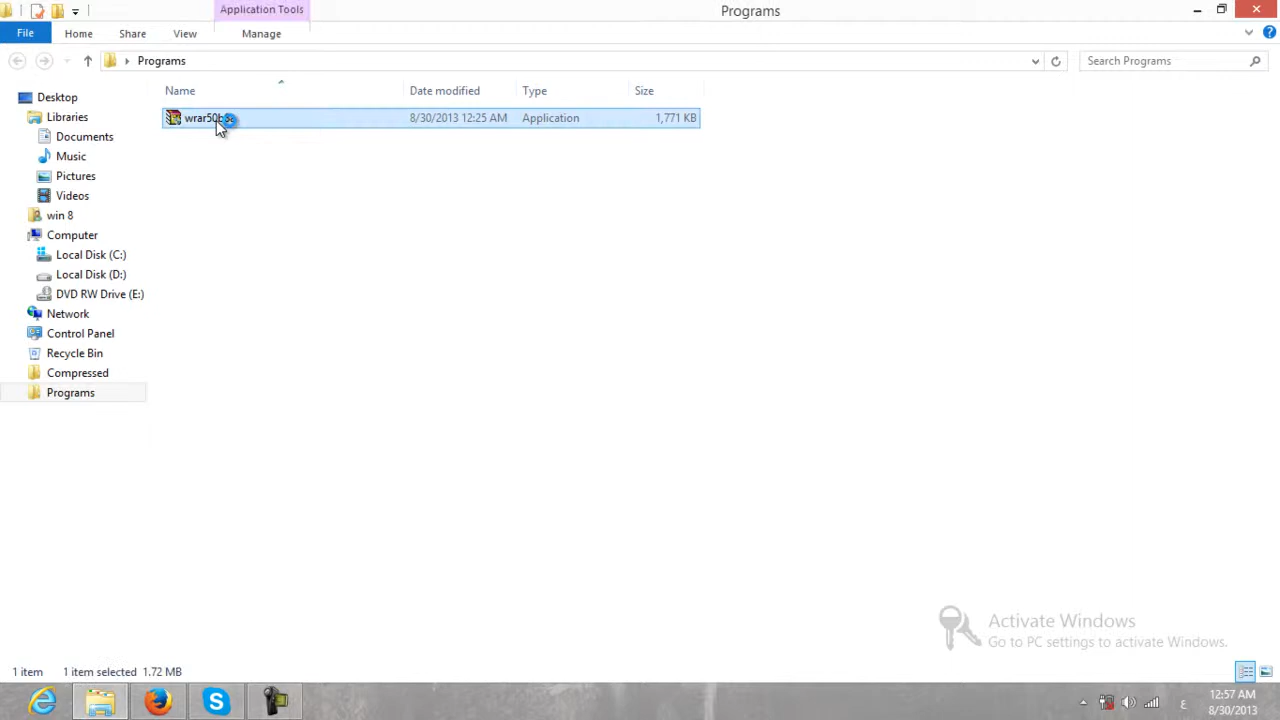 Application Tools
Programs
File
Home
Share
View
Manage
Programs
Search Programs
Name
Date modified
Type
Size
8/30/2013 12:25 AM
Application
1,771 KB
Desktop
Libraries
Documents
Music
Pictures
Videos
win 8
Computer
Local Disk (C:)
Local Disk (D:)
DVD RW Drive (E:)
Network
Control Panel
Recycle Bin
Compressed
Programs
Activate Windows
Go to PC settings to activate Windows.
1 item
1 item selected 1.72 MB
ع
12:57 AM
8/30/2013